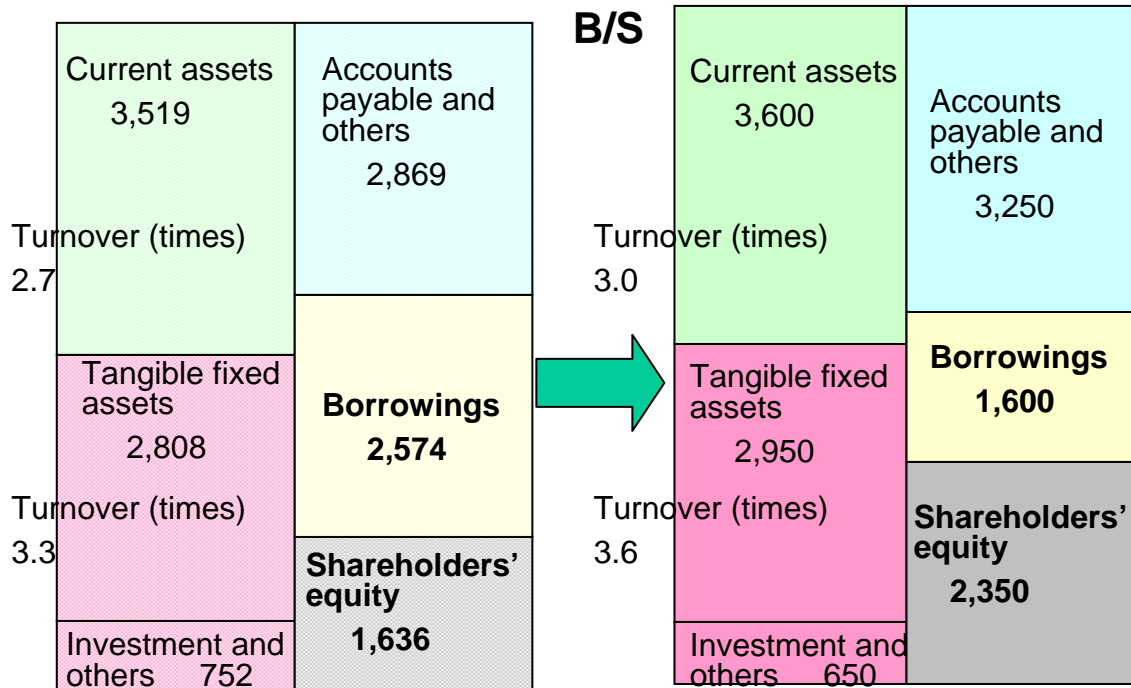 B/S
Current assets
3,519
Accounts
payable and
others
2,869
Turnover (times)
2.7
Tangible fixed
assets
2,808
Borrowings
2,574
Turnover (times)
3.3
Shareholders’
equity
1,636
Investment and
others 752
Current assets
3,600
Accounts
payable and
others
3,250
Turnover (times)
3.0
Tangible fixed
assets
2,950
Borrowings
1,600
Turnover (times)
3.6
Shareholders’
equity
2,350
Investment and
others 650